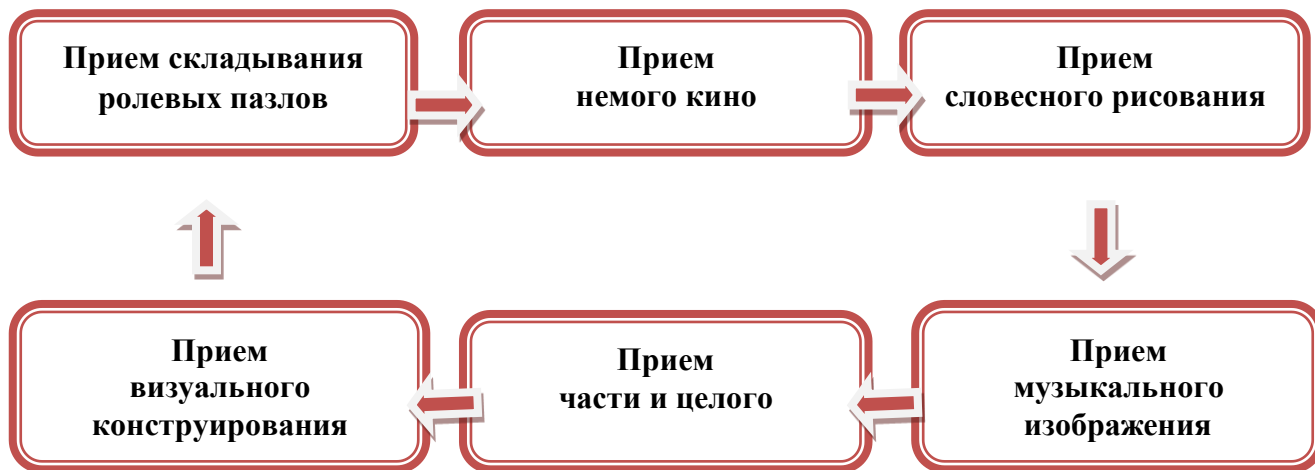 Прием складывания
ролевых пазлов
Прием
немого кино
Прием
словесного рисования
Прием
визуального
конструирования
Прием
части и целого
Прием
музыкального
изображения